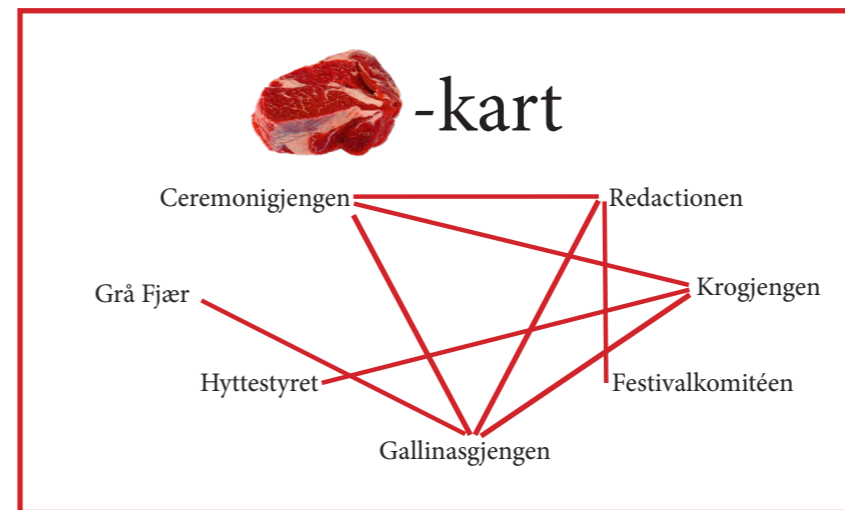 -kart
Ceremonigjengen
Redactionen
Grå Fjær
Krogjengen
Hyttestyret
Festivalkomitéen
Gallinasgjengen